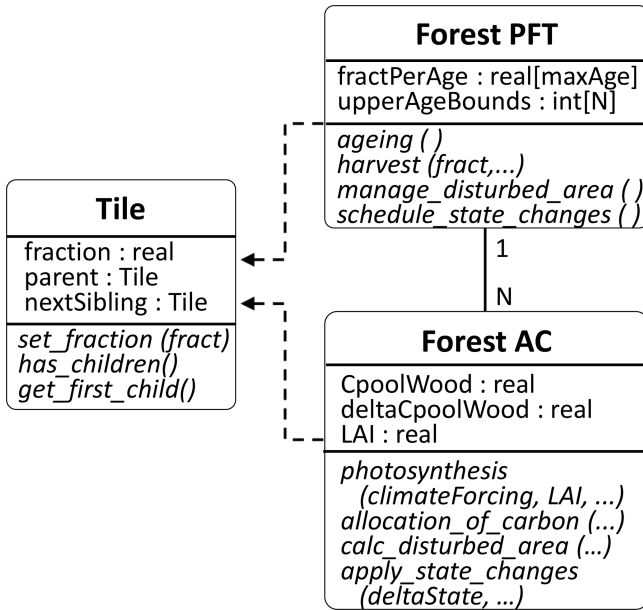 Forest PFT
fractPerAge : real[maxAge]
upperAgeBounds : int[N]
ageing ( )
harvest (fract,...)
manage_disturbed_area ( )
schedule_state_changes ( )
Tile
fraction : real
parent : Tile
nextSibling : Tile
set_fraction (fract)
has_children()
get_first_child()
1
N
Forest AC
CpoolWood : real
deltaCpoolWood : real
LAI : real
photosynthesis
(climateForcing, LAI, ...)
allocation_of_carbon (...)
calc_disturbed_area (...)
apply_state_changes
(deltaState, ...)